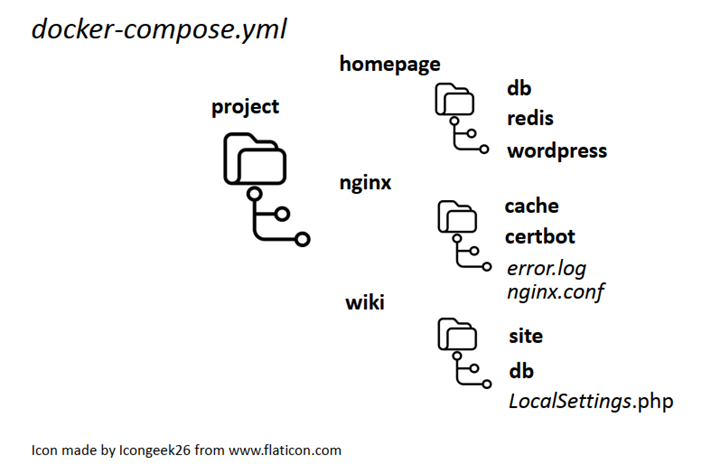 docker-compose.yml
project
homepage
db
redis
wordpress
nginx
cache
certbot
error.log
nginx.conf
wiki
site
db
LocalSettings.php
Icon made by Icongeek26 from www.flaticon.com